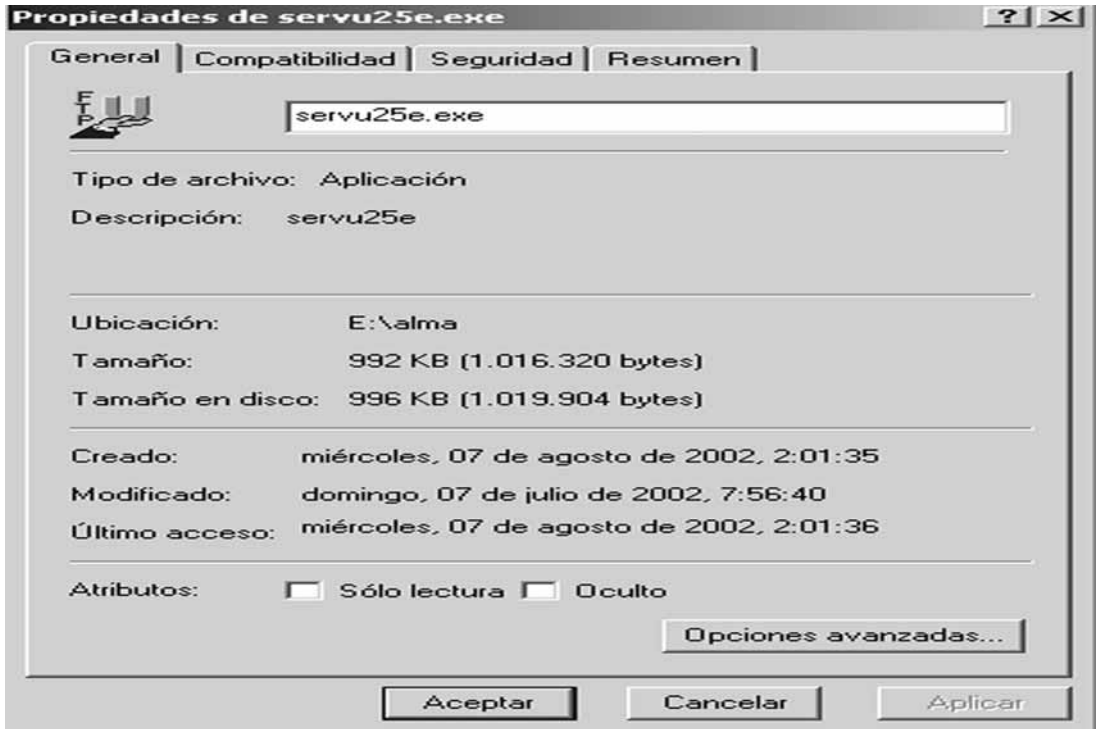 Propiedades de servu25e.exe
General Compatibilidad Seguridad Resumen
FTP
servu25e.exe
Tipo de archivo: Aplicación
Descripción: servu25e
Ubicación: E:\alma
Tamaño: 992 KB (1.016.320 bytes)
Tamaño en disco: 996 KB (1.019.904 bytes)
Creado: miércoles, 07 de agosto de 2002, 2:01:35
Modificado: domingo, 07 de julio de 2002, 7:56:40
Último acceso: miércoles, 07 de agosto de 2002, 2:01:36
Atributos: Sólo lectura Oculto
Opciones avanzadas...
Aceptar Cancelar Aplicar